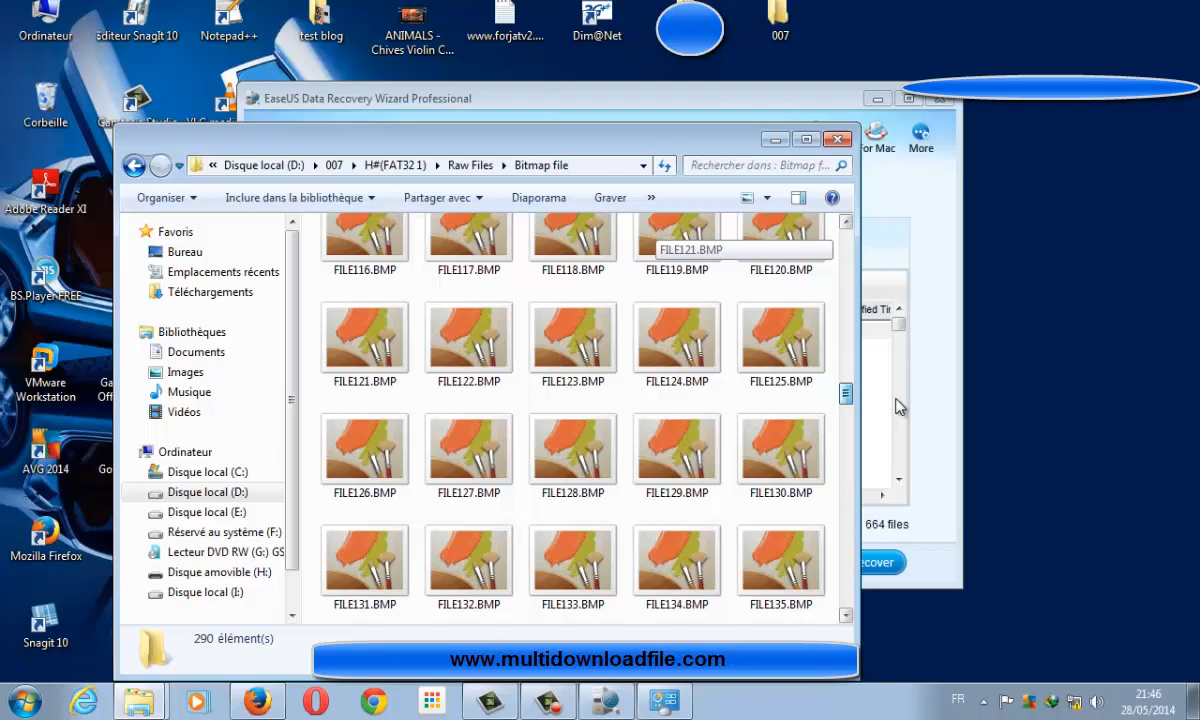 Ordinateur
Éditeur SnagIt 10
Notepad++
test blog
ANIMALS -
Chives Violin C...
www.forjatv2....
Dim@Net
007
Corbeille
Adobe Reader XI
BS.Player FREE
VMware
Workstation
AVG 2014
Mozilla Firefox
Snagit 10
EaseUS Data Recovery Wizard Professional
For Mac
More
« Disque local (D:) ▸ 007 ▸ H#(FAT32 1) ▸ Raw Files ▸ Bitmap file
Rechercher dans : Bitmap f...
Organiser
Inclure dans la bibliothèque
Partager avec
Diaporama
Graver
»
Favoris
Bureau
Emplacements récents
Téléchargements
Bibliothèques
Documents
Images
Musique
Vidéos
Ordinateur
Disque local (C:)
Disque local (D:)
Disque local (E:)
Réservé au système (F:)
Lecteur DVD RW (G:) GS
Disque amovible (H:)
Disque local (I:)
FILE121.BMP
FILE116.BMP
FILE117.BMP
FILE118.BMP
FILE119.BMP
FILE120.BMP
FILE121.BMP
FILE122.BMP
FILE123.BMP
FILE124.BMP
FILE125.BMP
FILE126.BMP
FILE127.BMP
FILE128.BMP
FILE129.BMP
FILE130.BMP
FILE131.BMP
FILE132.BMP
FILE133.BMP
FILE134.BMP
FILE135.BMP
290 élément(s)
664 files
ecover
www.multidownloadfile.com
FR
21:46
28/05/2014